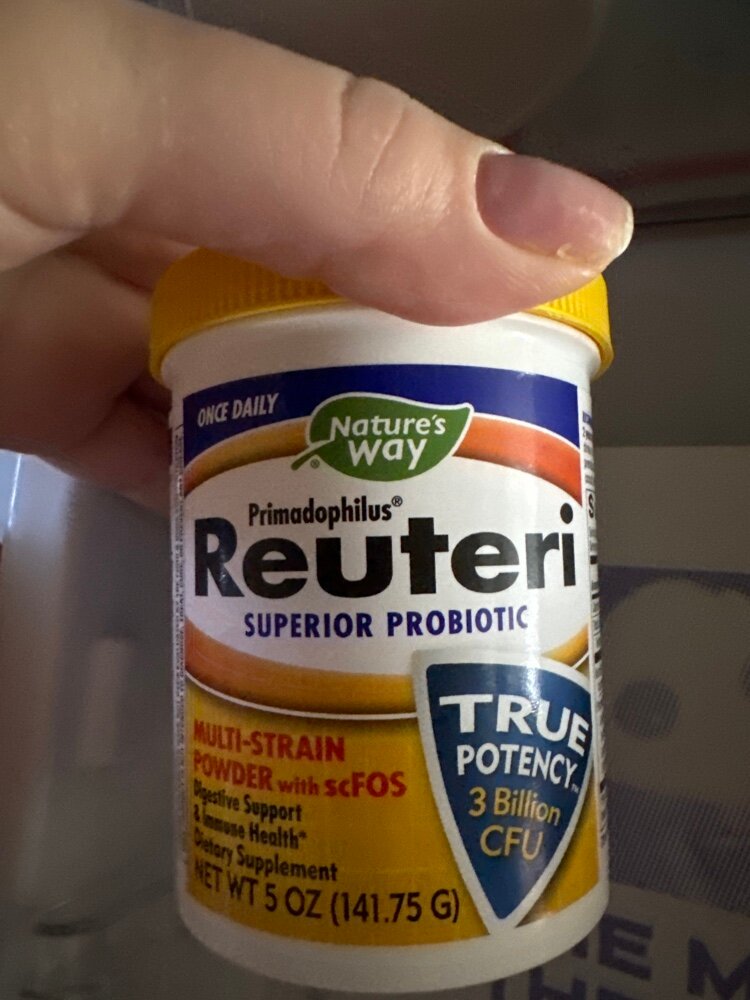 ONCE DAILY
Nature's
Way®
Primadophilus®
Reuteri
SUPERIOR PROBIOTIC
TRUE
POTENCY™
3 Billion
CFU
MULTI-STRAIN
POWDER with scFOS
Digestive Support
& Immune Health*
Dietary Supplement
NET WT 5 OZ (141.75 G)